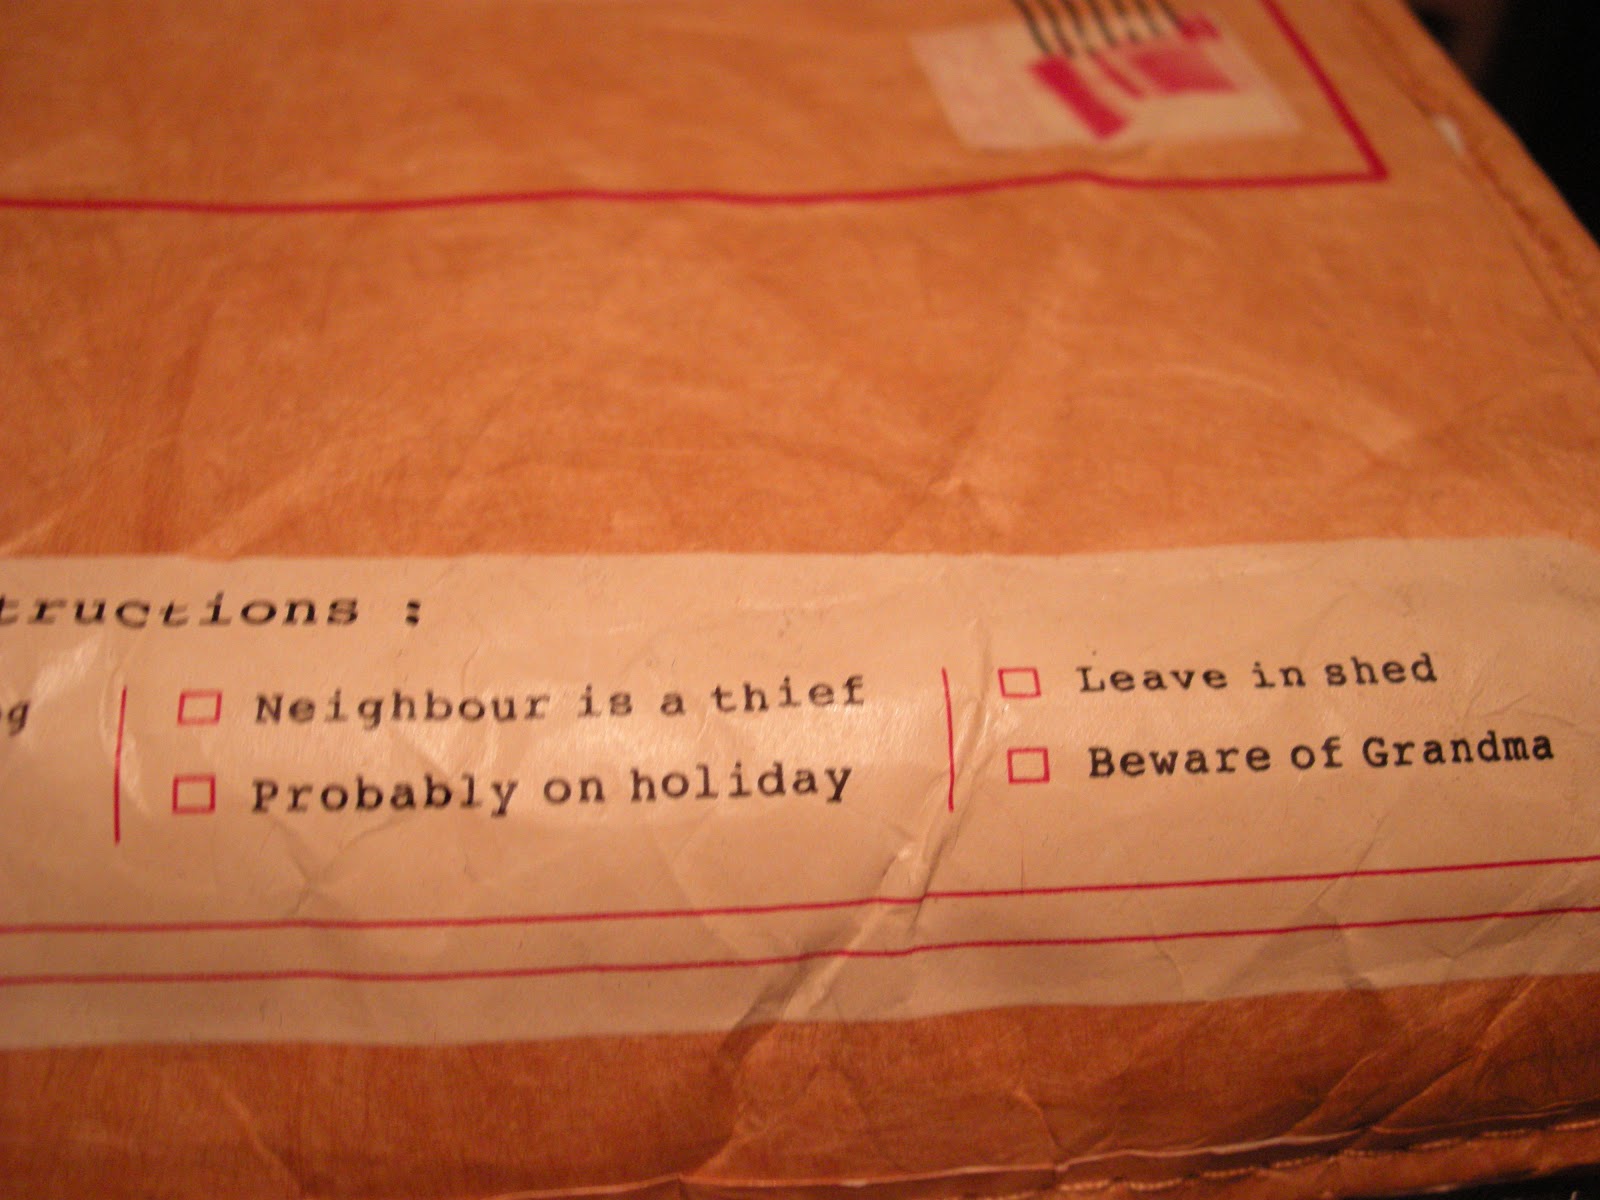 tructions :
g
Neighbour is a thief
Probably on holiday
Leave in shed
Beware of Grandma